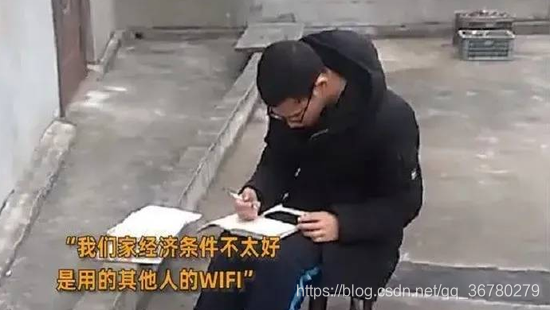 “我们家经济条件不太好
是用的其他人的WIFI”
https://blog.csdn.net/qq_36780279